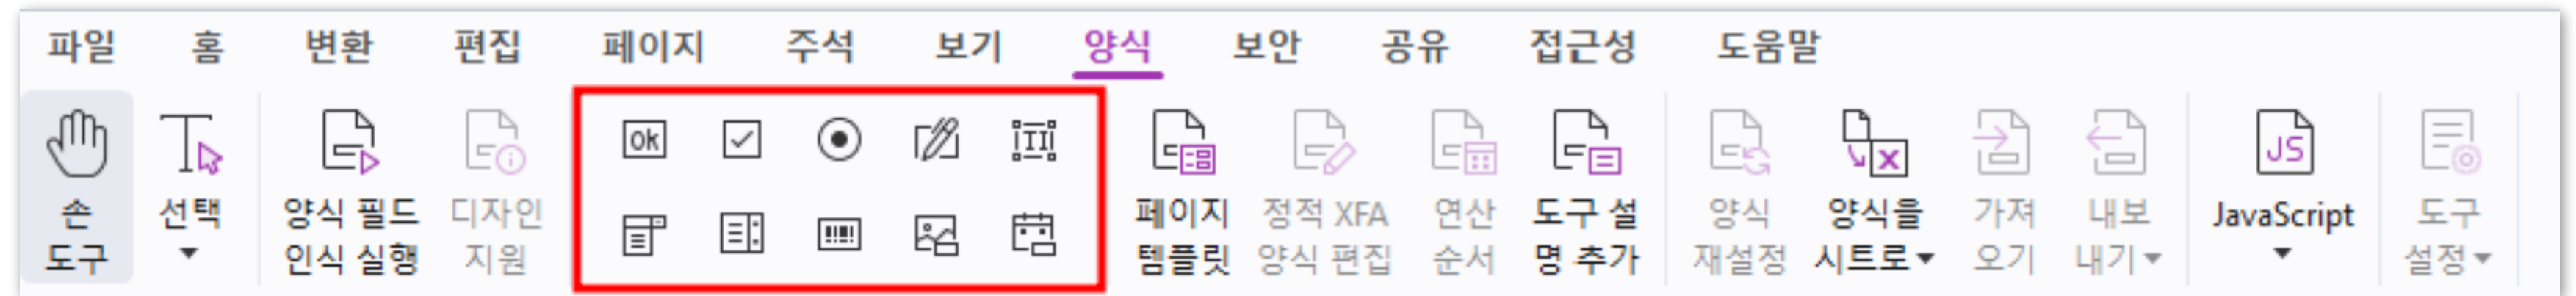 파일 홈 변환 편집 페이지 주석 보기 양식 보안 공유 접근성 도움말
Ok
JS
손 도구
선택
양식 필드 인식 실행
디자인 지원
페이지 템플릿
정적 XFA 양식 편집
연산 순서
도구 설명 추가
양식 재설정
양식을 시트로
가져오기
내보내기
JavaScript
도구 설정